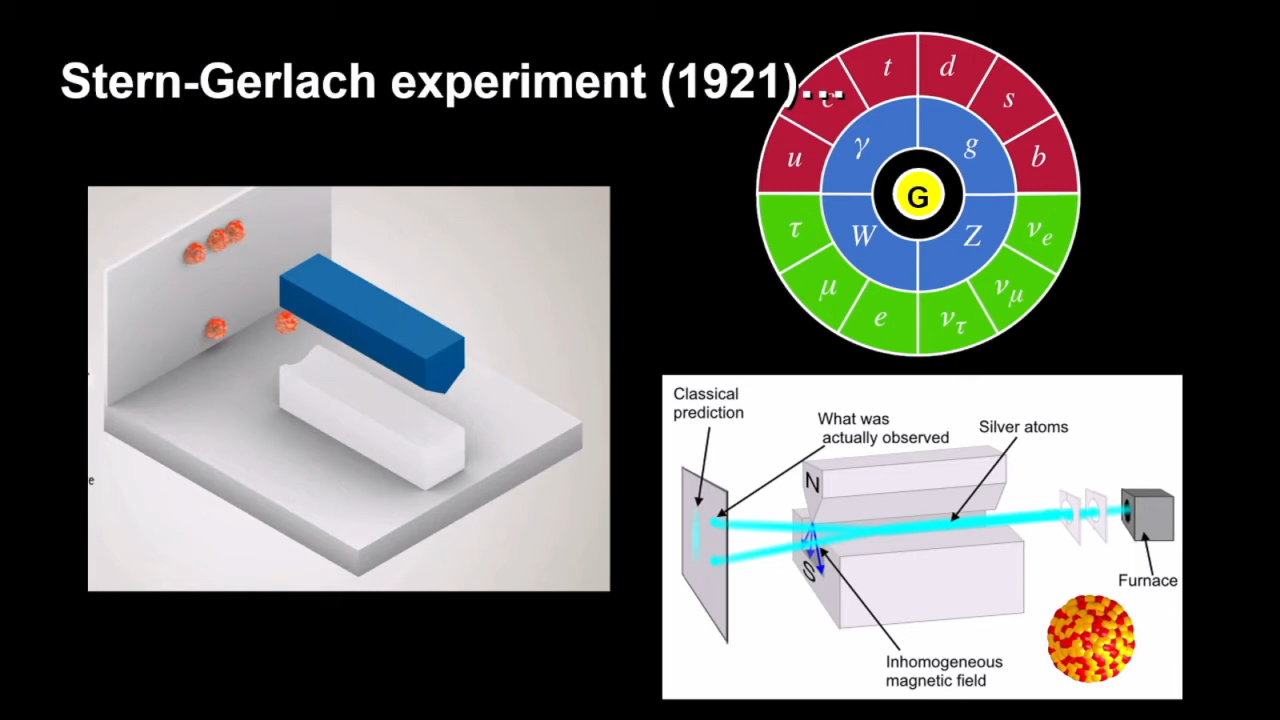 Stern-Gerlach experiment (1921)...
t
d
c
s
u
b
γ
g
G
W
Z
τ
νe
μ
νμ
e
ντ
e
Classical
prediction
What was
actually observed
Silver atoms
N
S
Furnace
Inhomogeneous
magnetic field